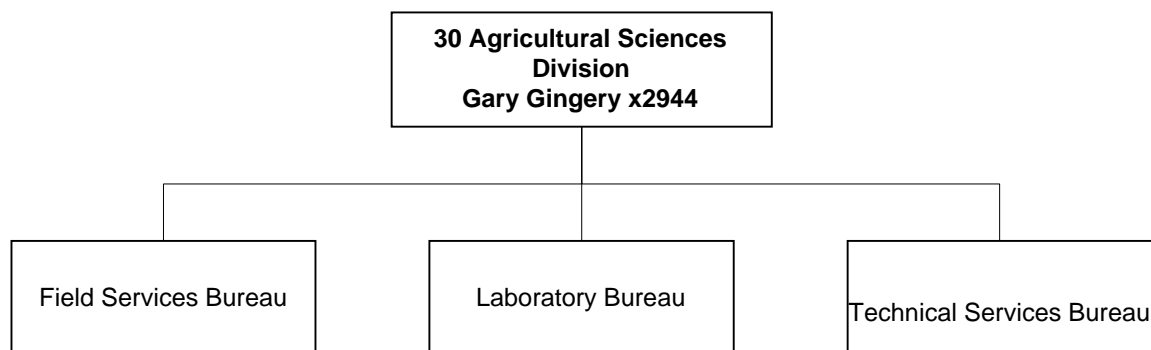 30 Agricultural Sciences
Division
Gary Gingery x2944
Field Services Bureau
Laboratory Bureau
Technical Services Bureau